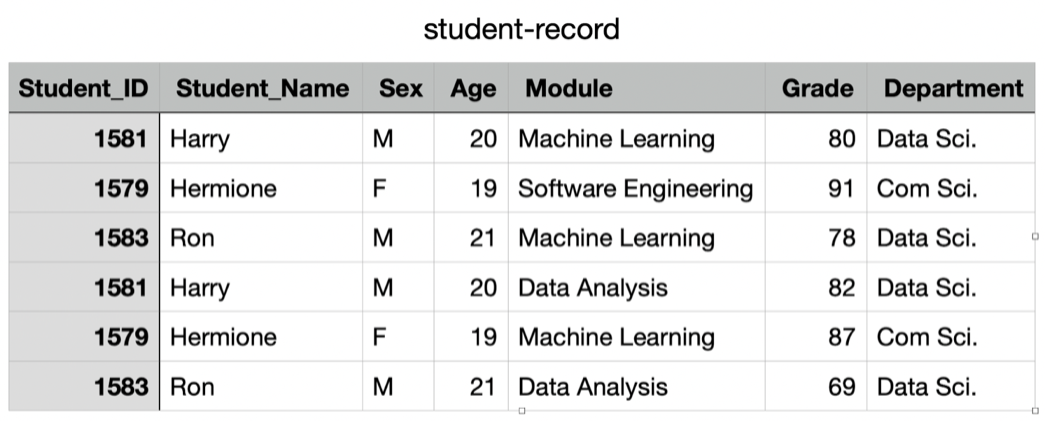 student-record
Student_ID Student_Name Sex Age Module Grade Department
1581 Harry M 20 Machine Learning 80 Data Sci.
1579 Hermione F 19 Software Engineering 91 Com Sci.
1583 Ron M 21 Machine Learning 78 Data Sci.
1581 Harry M 20 Data Analysis 82 Data Sci.
1579 Hermione F 19 Machine Learning 87 Com Sci.
1583 Ron M 21 Data Analysis 69 Data Sci.